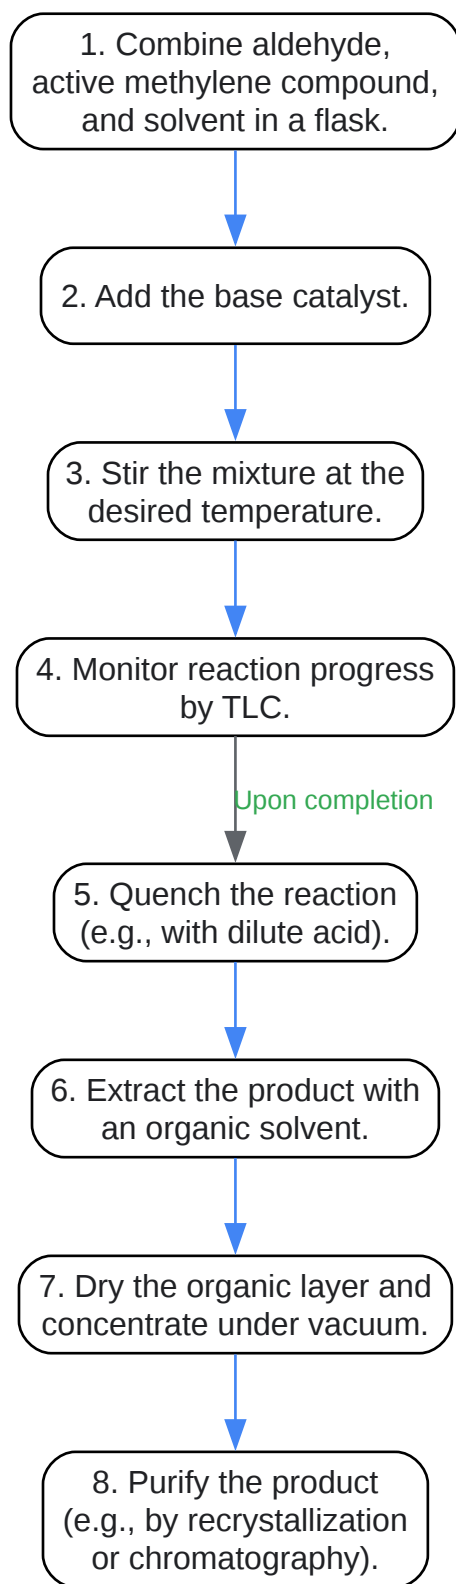 1. Combine aldehyde,
active methylene compound,
and solvent in a flask.
2. Add the base catalyst.
3. Stir the mixture at the
desired temperature.
4. Monitor reaction progress
by TLC.
Upon completion
5. Quench the reaction
(e.g., with dilute acid).
6. Extract the product with
an organic solvent.
7. Dry the organic layer and
concentrate under vacuum.
8. Purify the product
(e.g., by recrystallization
or chromatography).